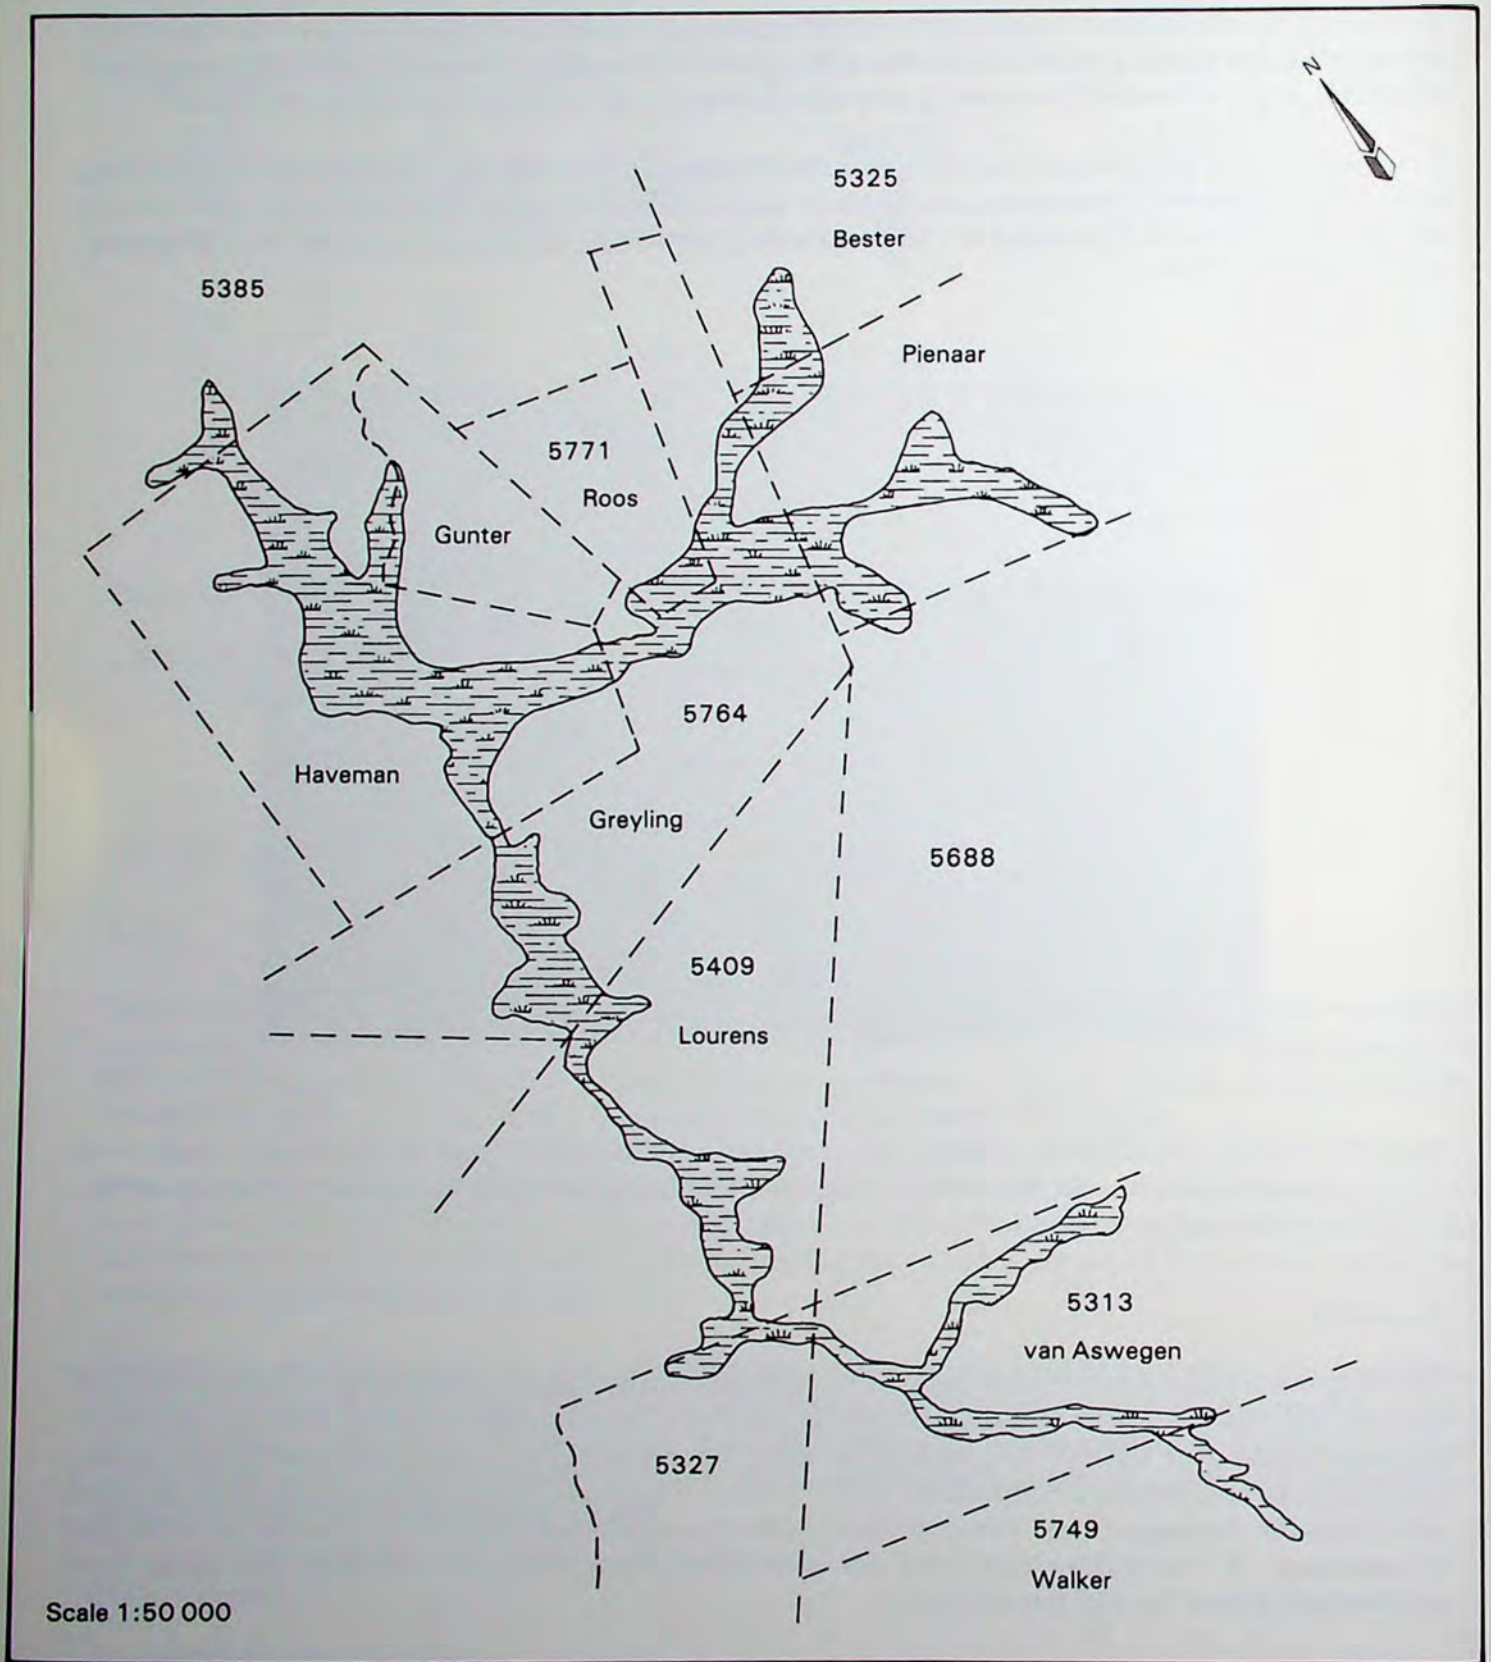 N
5325
Bester
5385
Pienaar
5771
Roos
Gunter
5764
Haveman
Greyling
5688
5409
Lourens
5313
van Aswegen
5327
5749
Walker
Scale 1:50 000